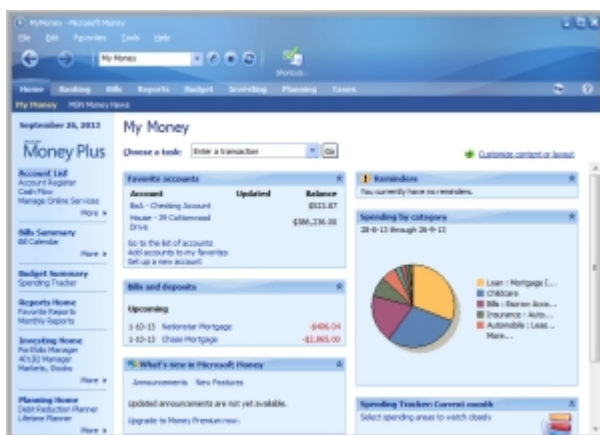 MyMoney - Microsoft Money
File Edit Favorites Tools Help
My Money
Shortcuts...
Home Banking Bills Reports Budget Investing Planning Taxes
My Money MSN Money News
September 26, 2013
Money Plus
Account List
Account Register
Cash Flow
Manage Online Services
More »
Bills Summary
Bill Calendar
More »
Budget Summary
Spending Tracker
Reports Home
Favorite Reports
Monthly Reports
Investing Home
Portfolio Manager
401(k) Manager
Markets, Stocks
More »
Planning Home
Debt Reduction Planner
Lifetime Planner
More »
My Money
Choose a task: Enter a transaction Go
Customize content or layout
Favorite accounts
Account Updated Balance
BoA - Checking Account $323.87
House - 39 Cottonwood Drive
Go to the list of accounts
Add accounts to my favorites
Set up a new account
Bills and deposits
Upcoming
1-10-13 Nationstar Mortgage -$406.04
1-10-13 Chase Mortgage -$2,865.00
What's new in Microsoft Money
Announcements New Features
Updated announcements are not yet available.
Upgrade to Money Premium now.
Reminders
You currently have no reminders.
Spending by category
28-8-13 through 26-9-13
Loan : Mortgage I...
Childcare
Bills : Escrow Acco...
Insurance : Auto...
Automobile : Leas...
More...
Spending Tracker: Current month
Select spending areas to watch closely